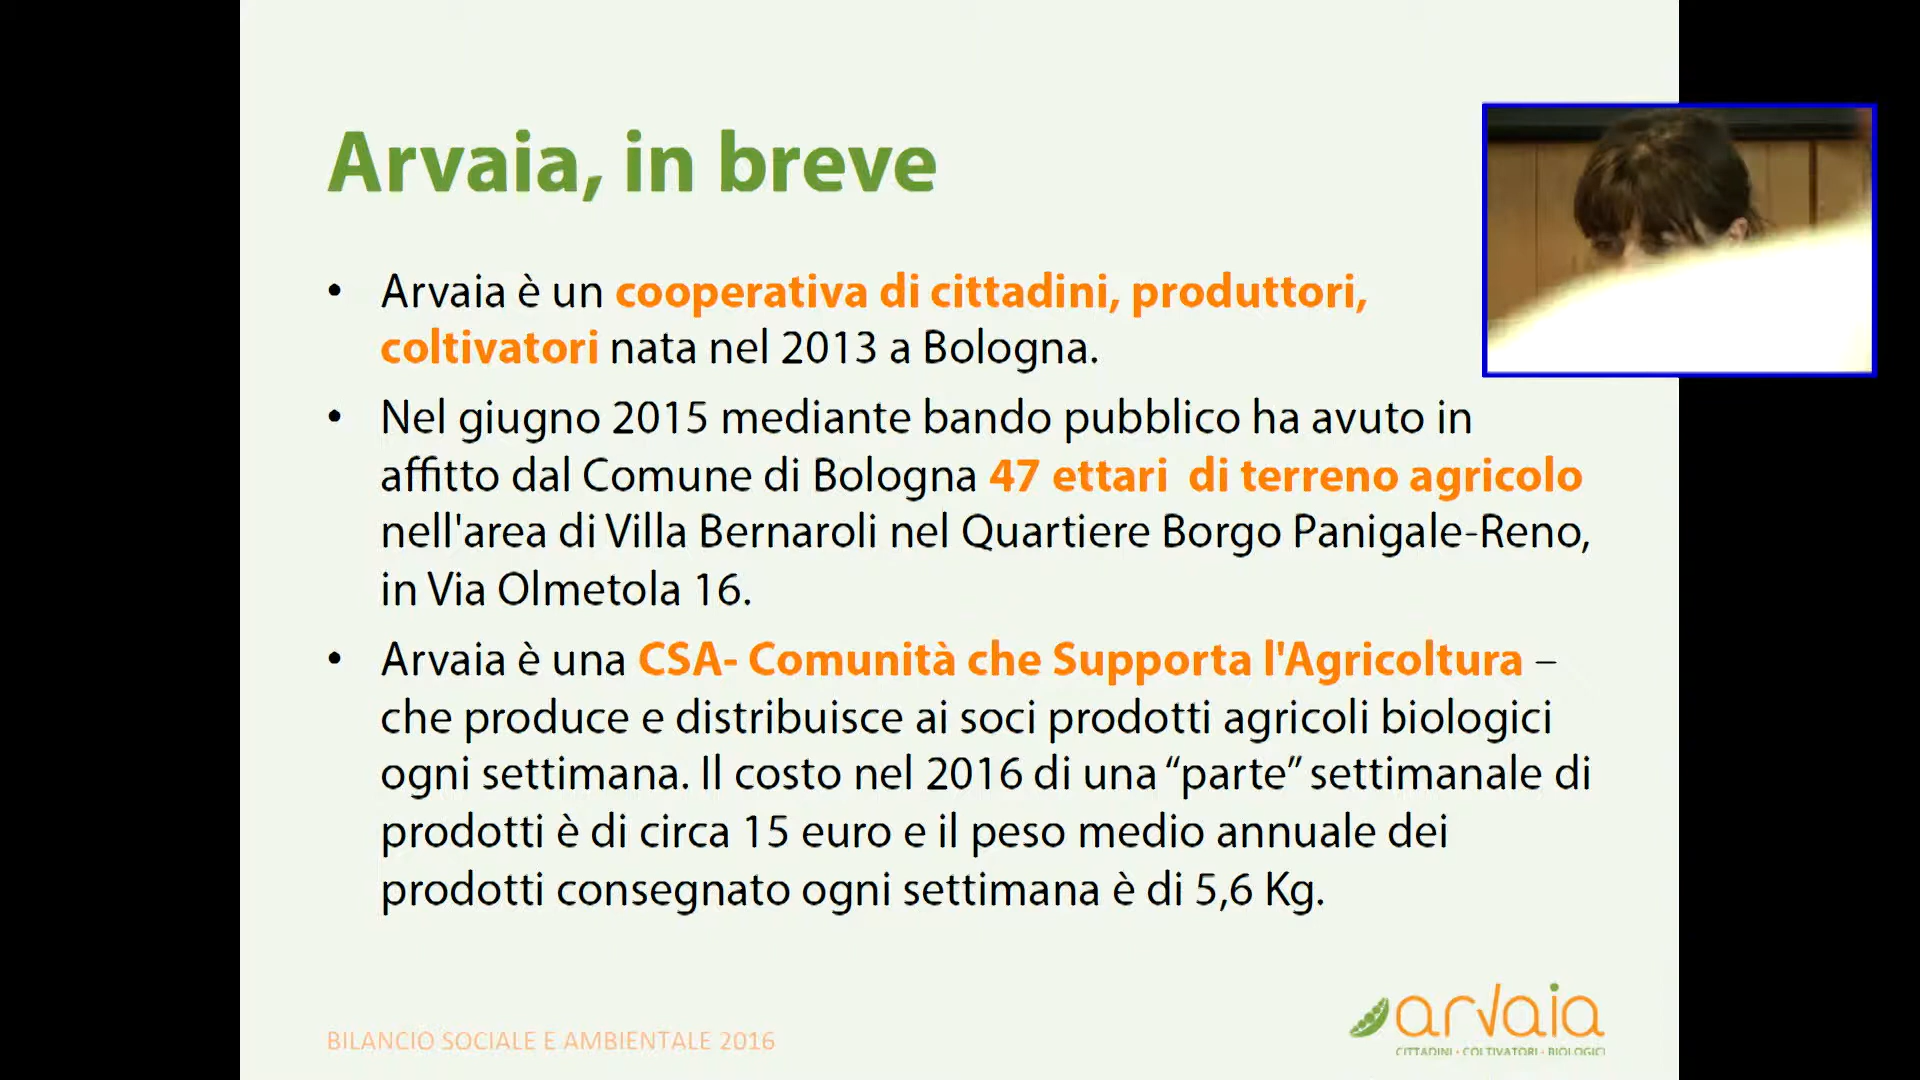 Arvaia, in breve
• Arvaia è un cooperativa di cittadini, produttori,
coltivatori nata nel 2013 a Bologna.
• Nel giugno 2015 mediante bando pubblico ha avuto in
affitto dal Comune di Bologna 47 ettari di terreno agricolo
nell'area di Villa Bernaroli nel Quartiere Borgo Panigale-Reno,
in Via Olmetola 16.
• Arvaia è una CSA- Comunità che Supporta l'Agricoltura –
che produce e distribuisce ai soci prodotti agricoli biologici
ogni settimana. Il costo nel 2016 di una “parte” settimanale di
prodotti è di circa 15 euro e il peso medio annuale dei
prodotti consegnato ogni settimana è di 5,6 Kg.
BILANCIO SOCIALE E AMBIENTALE 2016
arvaia
CITTADINI · COLTIVATORI · BIOLOGICI